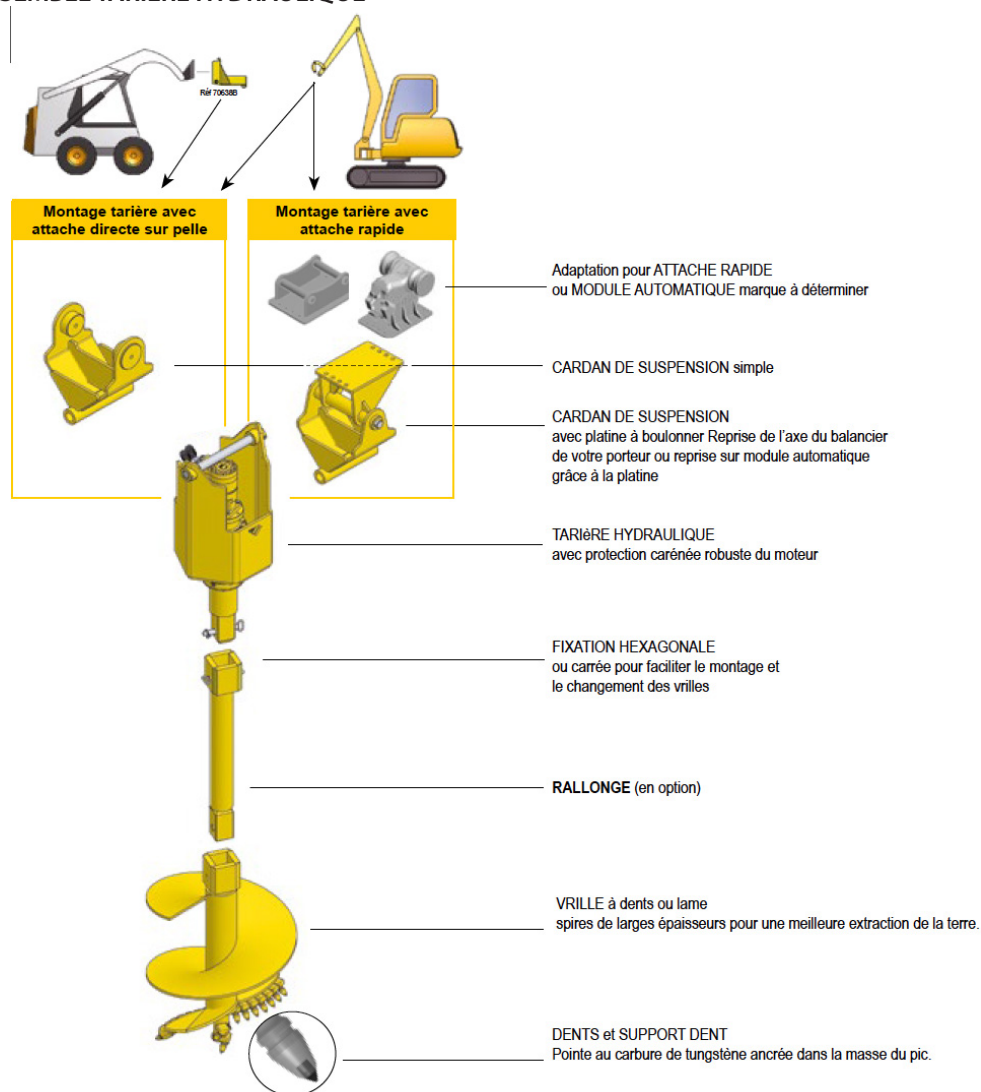 Réf 70638B
Montage tarière avec
attache directe sur pelle
Montage tarière avec
attache rapide
Adaptation pour ATTACHE RAPIDE
ou MODULE AUTOMATIQUE marque à déterminer
CARDAN DE SUSPENSION simple
CARDAN DE SUSPENSION
avec platine à boulonner Reprise de l’axe du balancier
de votre porteur ou reprise sur module automatique
grâce à la platine
TARIèRE HYDRAULIQUE
avec protection carénée robuste du moteur
FIXATION HEXAGONALE
ou carrée pour faciliter le montage et
le changement des vrilles
RALLONGE (en option)
VRILLE à dents ou lame
spires de larges épaisseurs pour une meilleure extraction de la terre.
DENTS et SUPPORT DENT
Pointe au carbure de tungstène ancrée dans la masse du pic.